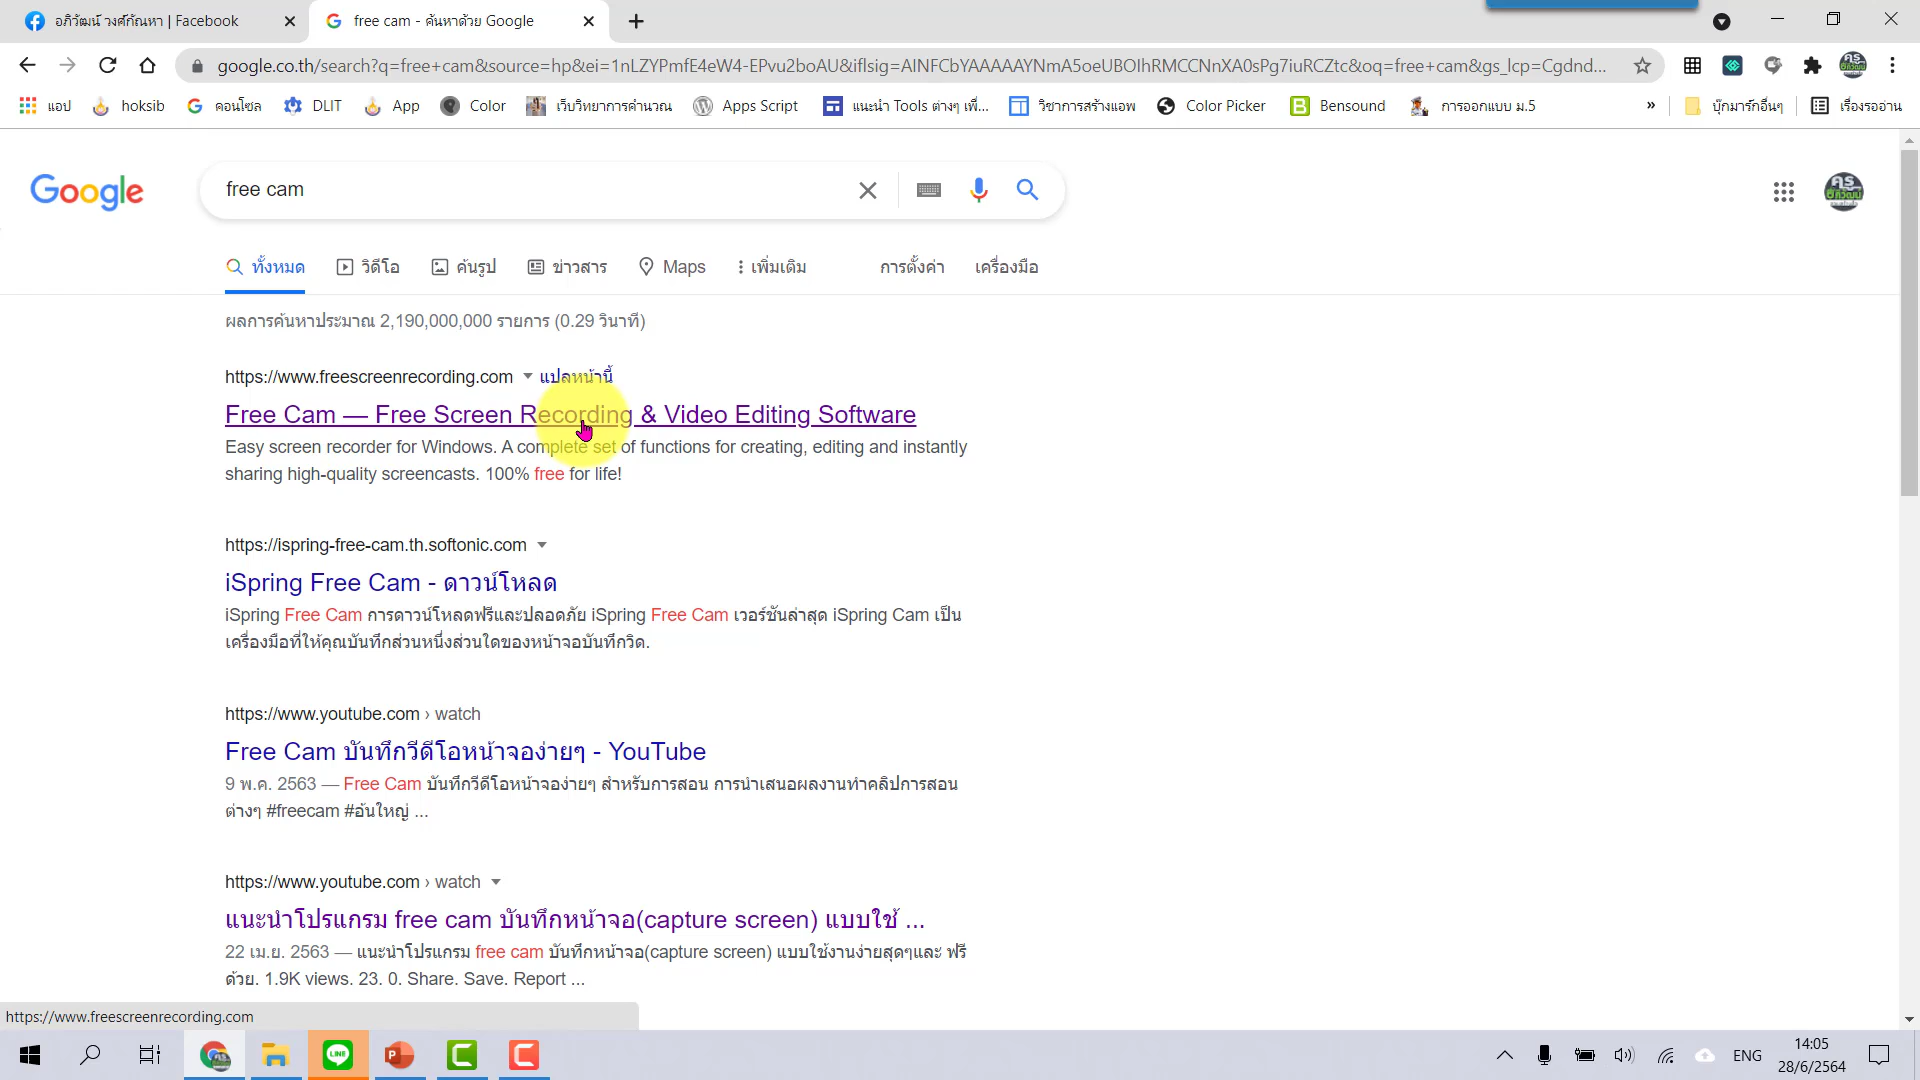 อภิวัฒน์ วงศ์กัณหา | Facebook
free cam - ค้นหาด้วย Google
google.co.th/search?q=free+cam&source=hp&ei=1nLZYPmfE4eW4-EPvu2boAU&iflsig=AINFCbYAAAAAYNmA5oeUBOlhRMCCNnXA0sPg7iuRCZtc&oq=free+cam&gs_lcp=Cgdnd...
แอป hoksib คอนโซล DLIT App Color เว็บวิทยาการคำนวณ Apps Script แนะนำ Tools ต่างๆ เพื่... วิชาการสร้างแอพ Color Picker Bensound การออกแบบ ม.5 » บุ๊กมาร์กอื่นๆ เรื่องรออ่าน
Google
free cam
ทั้งหมด วิดีโอ ค้นรูป ข่าวสาร Maps เพิ่มเติม การตั้งค่า เครื่องมือ
ผลการค้นหาประมาณ 2,190,000,000 รายการ (0.29 วินาที)
https://www.freescreenrecording.com แปลหน้านี้
Free Cam — Free Screen Recording & Video Editing Software
Easy screen recorder for Windows. A complete set of functions for creating, editing and instantly
sharing high-quality screencasts. 100% free for life!
https://ispring-free-cam.th.softonic.com
iSpring Free Cam - ดาวน์โหลด
iSpring Free Cam การดาวน์โหลดฟรีและปลอดภัย iSpring Free Cam เวอร์ชันล่าสุด iSpring Cam เป็น
เครื่องมือที่ให้คุณบันทึกส่วนหนึ่งส่วนใดของหน้าจอบันทึกวิด.
https://www.youtube.com › watch
Free Cam บันทึกวีดีโอหน้าจอง่ายๆ - YouTube
9 พ.ค. 2563 — Free Cam บันทึกวีดีโอหน้าจอง่ายๆ สำหรับการสอน การนำเสนอผลงานทำคลิปการสอน
ต่างๆ #freecam #อ้นใหญ่ ...
https://www.youtube.com › watch
แนะนำโปรแกรม free cam บันทึกหน้าจอ(capture screen) แบบใช้ ...
22 เม.ย. 2563 — แนะนำโปรแกรม free cam บันทึกหน้าจอ(capture screen) แบบใช้งานง่ายสุดๆและ ฟรี
ด้วย. 1.9K views. 23. 0. Share. Save. Report ...
https://www.freescreenrecording.com
LINE
ENG
14:05
28/6/2564